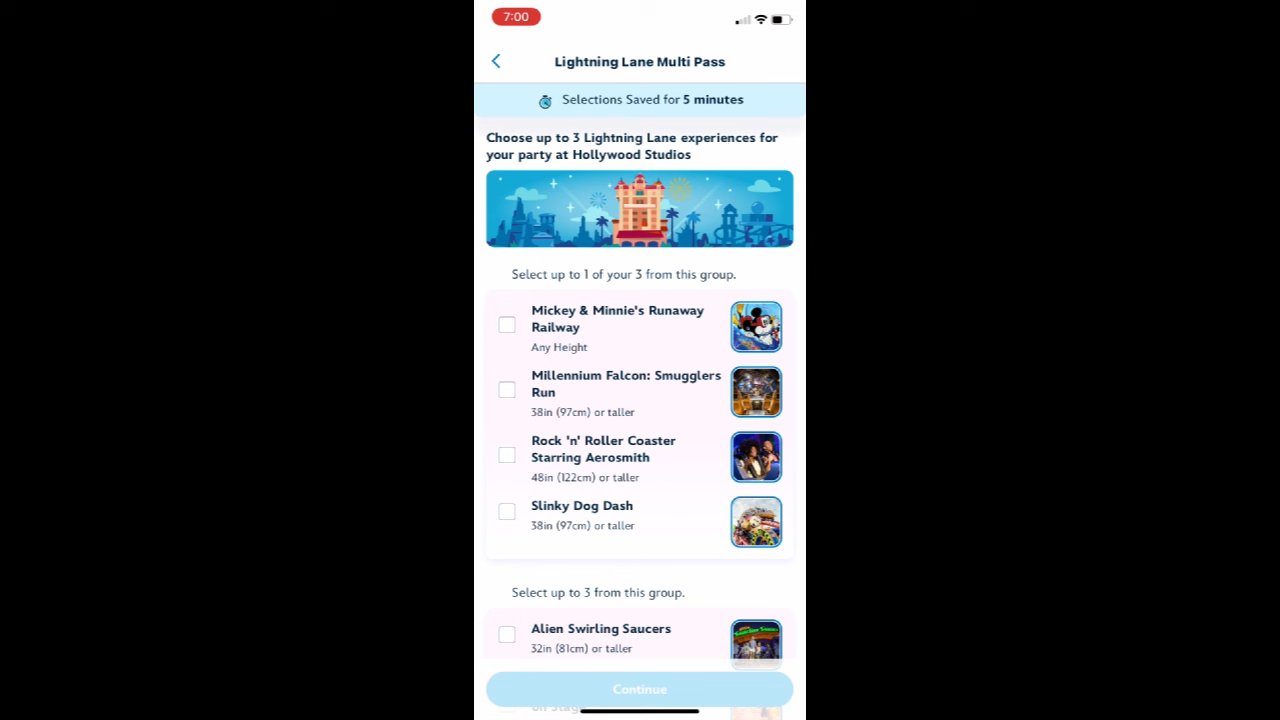 7:00
Lightning Lane Multi Pass
Selections Saved for 5 minutes
Choose up to 3 Lightning Lane experiences for
your party at Hollywood Studios
Select up to 1 of your 3 from this group.
Mickey & Minnie's Runaway
Railway
Any Height
Millennium Falcon: Smugglers
Run
38in (97cm) or taller
Rock 'n' Roller Coaster
Starring Aerosmith
48in (122cm) or taller
Slinky Dog Dash
38in (97cm) or taller
Select up to 3 from this group.
Alien Swirling Saucers
32in (81cm) or taller
Continue
on Stage